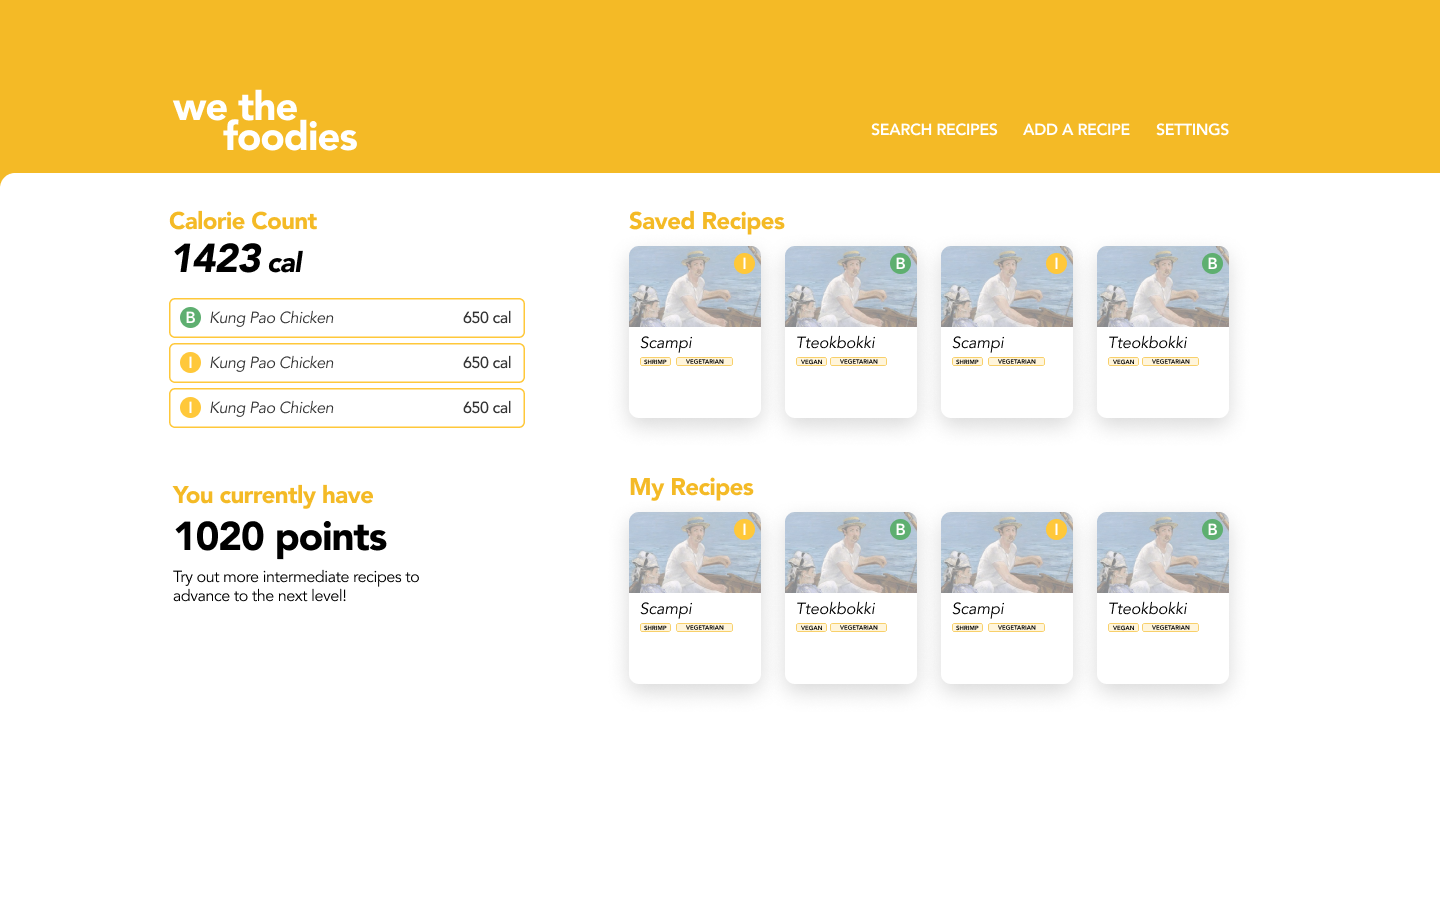 we the
foodies
SEARCH RECIPES ADD A RECIPE SETTINGS
Calorie Count
1423 cal
B Kung Pao Chicken 650 cal
I Kung Pao Chicken 650 cal
I Kung Pao Chicken 650 cal
You currently have
1020 points
Try out more intermediate recipes to
advance to the next level!
Saved Recipes
I B I B
Scampi Tteokbokki Scampi Tteokbokki
SHRIMP VEGETARIAN VEGAN VEGETARIAN SHRIMP VEGETARIAN VEGAN VEGETARIAN
My Recipes
I B I B
Scampi Tteokbokki Scampi Tteokbokki
SHRIMP VEGETARIAN VEGAN VEGETARIAN SHRIMP VEGETARIAN VEGAN VEGETARIAN